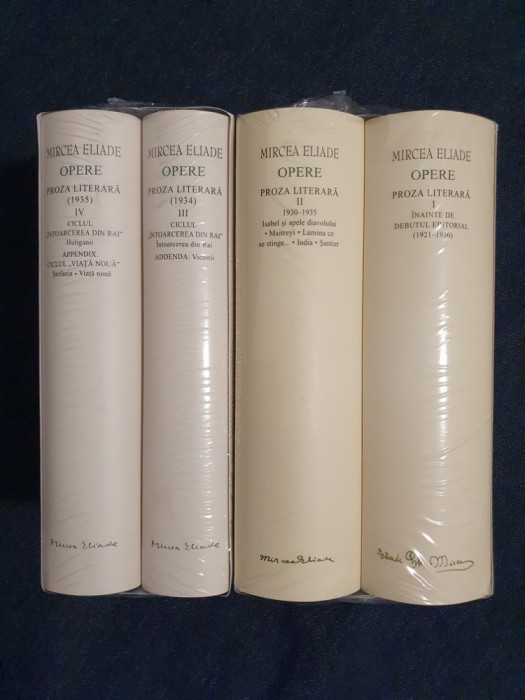 MIRCEA ELIADE
OPERE
PROZA LITERARĂ
(1935)
IV
CICLUL
„ÎNTOARCEREA DIN RAI”
Huliganii
APPENDIX.
CICLUL „VIAȚĂ NOUĂ”
Ștefania • Viață nouă
Mircea Eliade
MIRCEA ELIADE
OPERE
PROZA LITERARĂ
(1934)
III
CICLUL
„ÎNTOARCEREA DIN RAI”
Întoarcerea din rai
ADDENDA: Victorii
Mircea Eliade
MIRCEA ELIADE
OPERE
PROZA LITERARĂ
II
1930–1935
Isabel și apele diavolului
• Maitreyi • Lumina ce
se stinge... • India • Șantier
Mircea Eliade
MIRCEA ELIADE
OPERE
PROZA LITERARĂ
I
ÎNAINTE DE
DEBUTUL EDITORIAL
(1921–1930)
Eliade Mircea